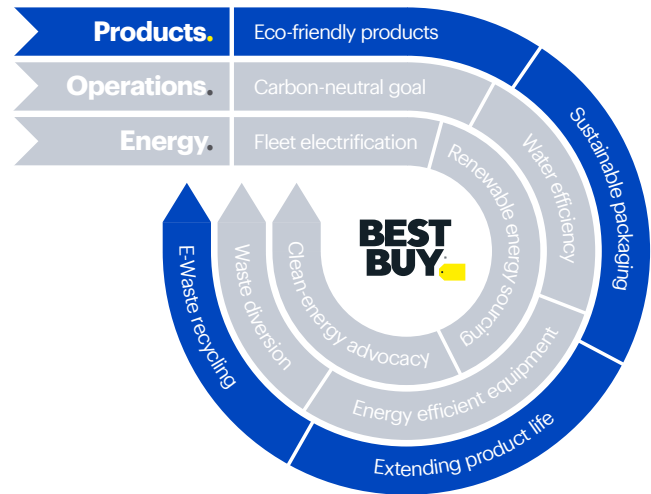 Products.
Eco-friendly products
Sustainable packaging
Extending product life
E-Waste recycling
Operations.
Carbon-neutral goal
Water efficiency
Energy efficient equipment
Waste diversion
Energy.
Fleet electrification
Renewable energy sourcing
Clean-energy advocacy
BEST
BUY